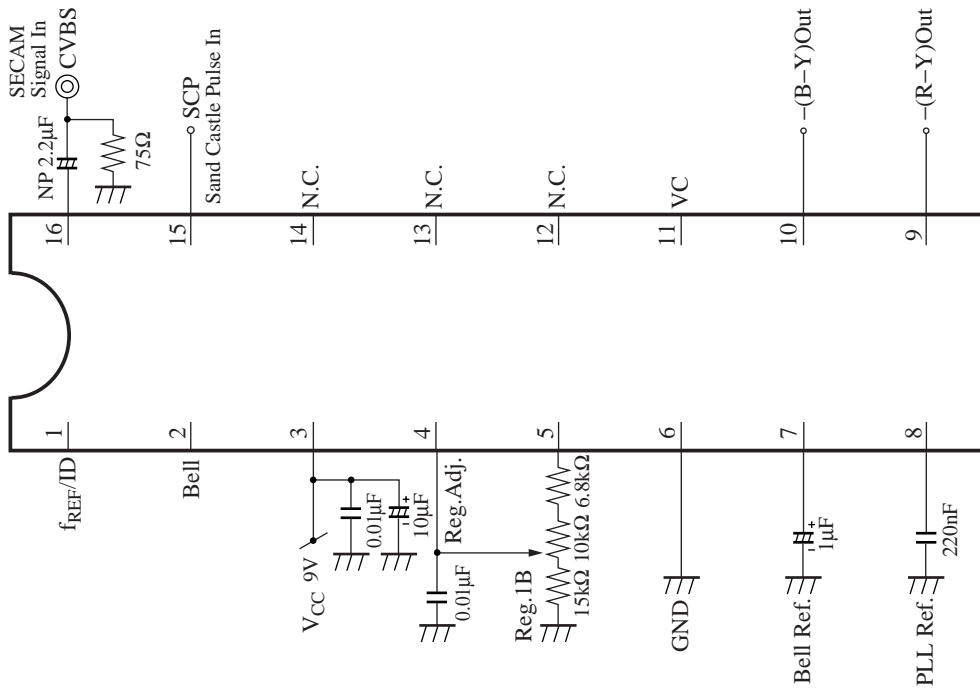 SECAM
Signal In
CVBS
NP 2.2µF
75Ω
SCP
Sand Castle Pulse In
N.C.
N.C.
N.C.
VC
-(B-Y)Out
-(R-Y)Out
16
15
14
13
12
11
10
9
1
2
3
4
5
6
7
8
fREF/ID
Bell
VCC 9V
0.01µF
+
-
10µF
Reg.Adj.
0.01µF
Reg.1B
15kΩ 10kΩ 6.8kΩ
GND
Bell Ref.
+
-
1µF
PLL Ref.
220nF